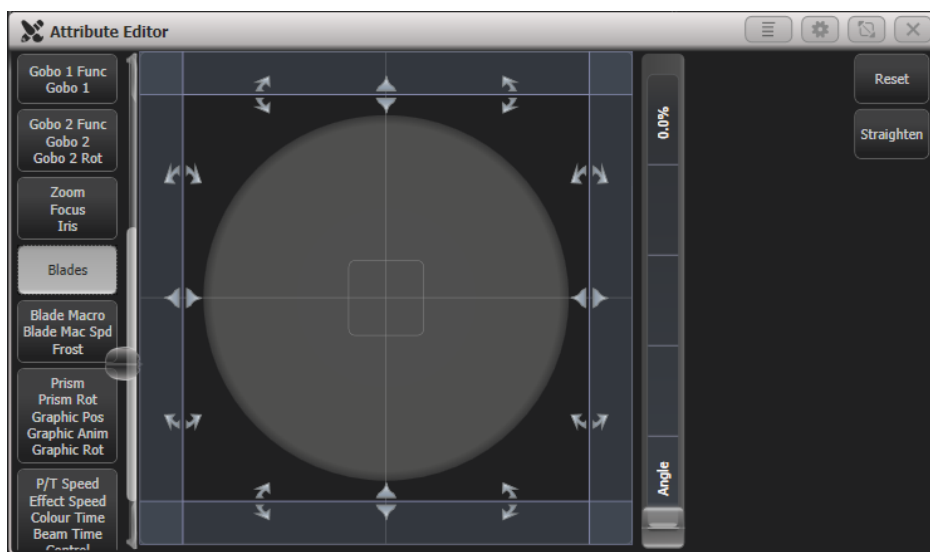 Attribute Editor
Gobo 1 Func
Gobo 1
Gobo 2 Func
Gobo 2
Gobo 2 Rot
Zoom
Focus
Iris
Blades
Blade Macro
Blade Mac Spd
Frost
Prism
Prism Rot
Graphic Pos
Graphic Anim
Graphic Rot
P/T Speed
Effect Speed
Colour Time
Beam Time
Control
0.0%
Angle
Reset
Straighten